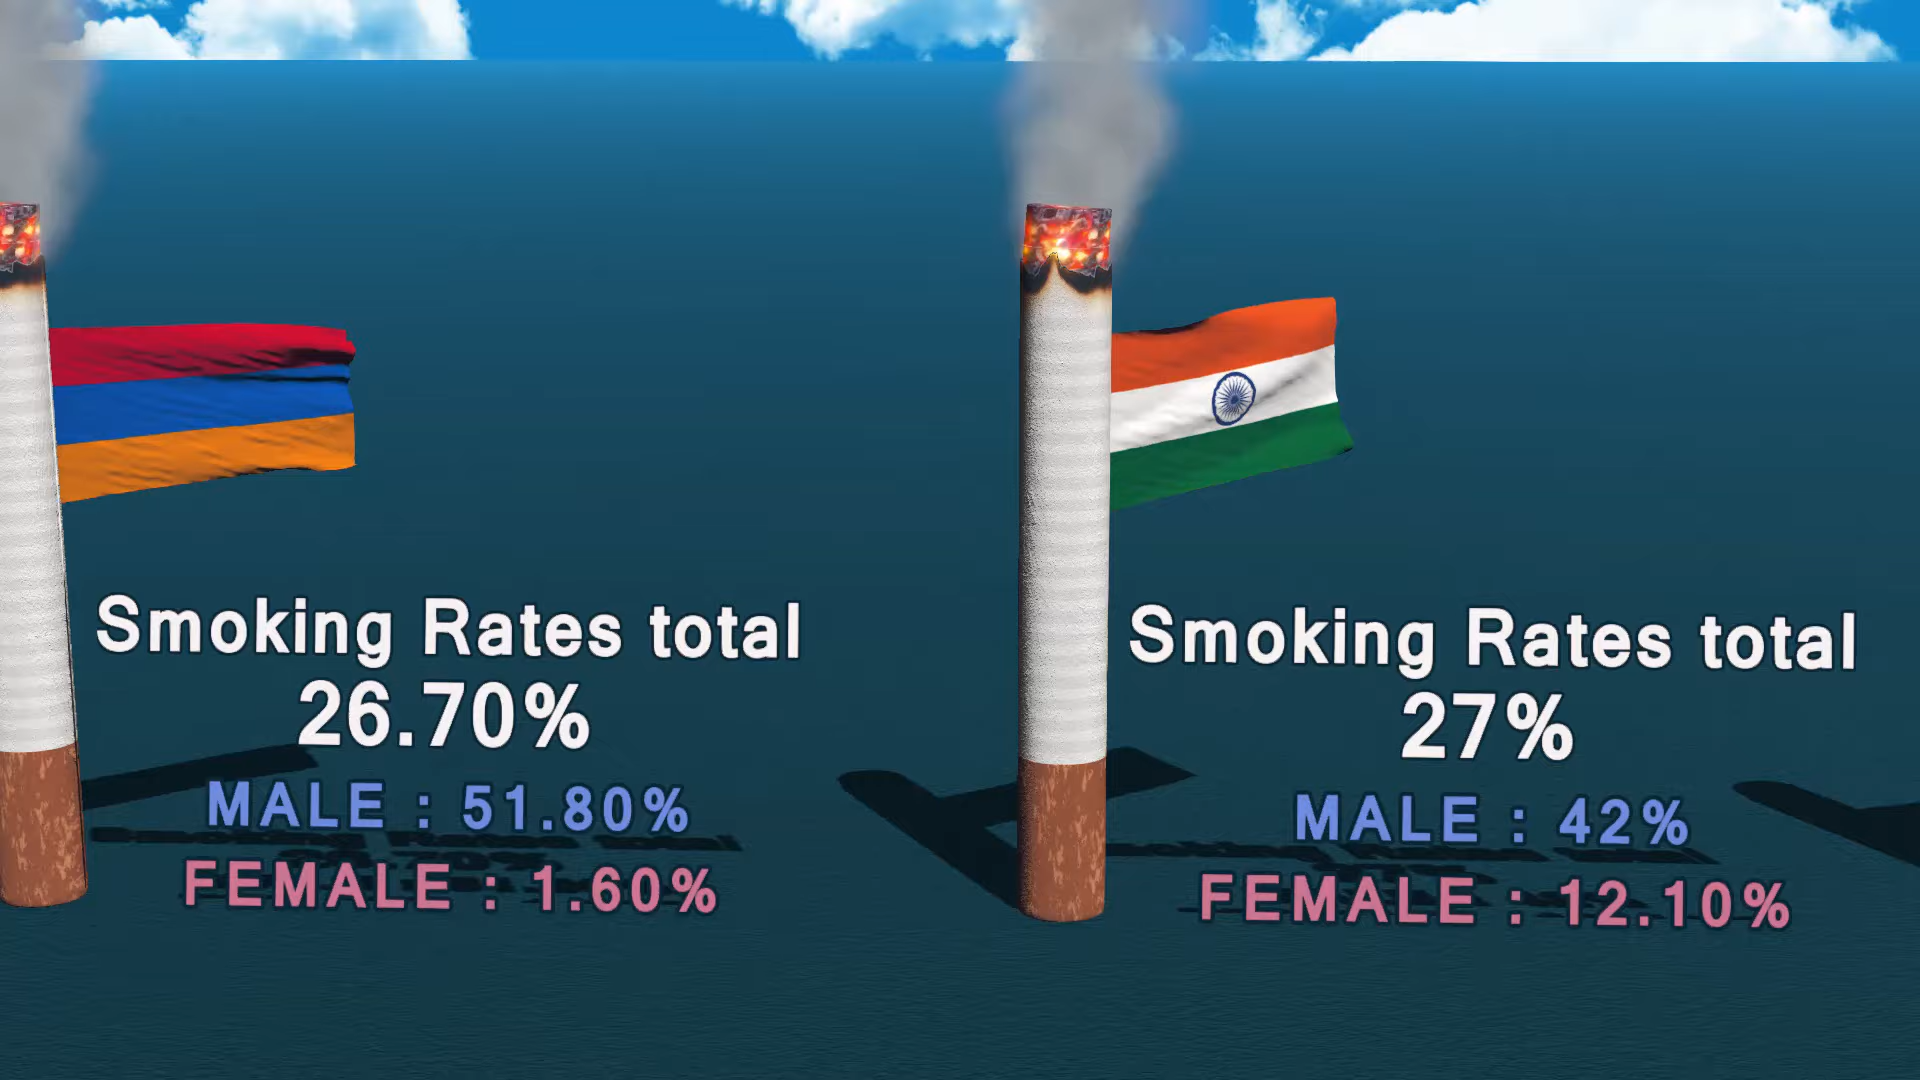 Smoking Rates total
26.70%
MALE : 51.80%
FEMALE : 1.60%
Smoking Rates total
27%
MALE : 42%
FEMALE : 12.10%